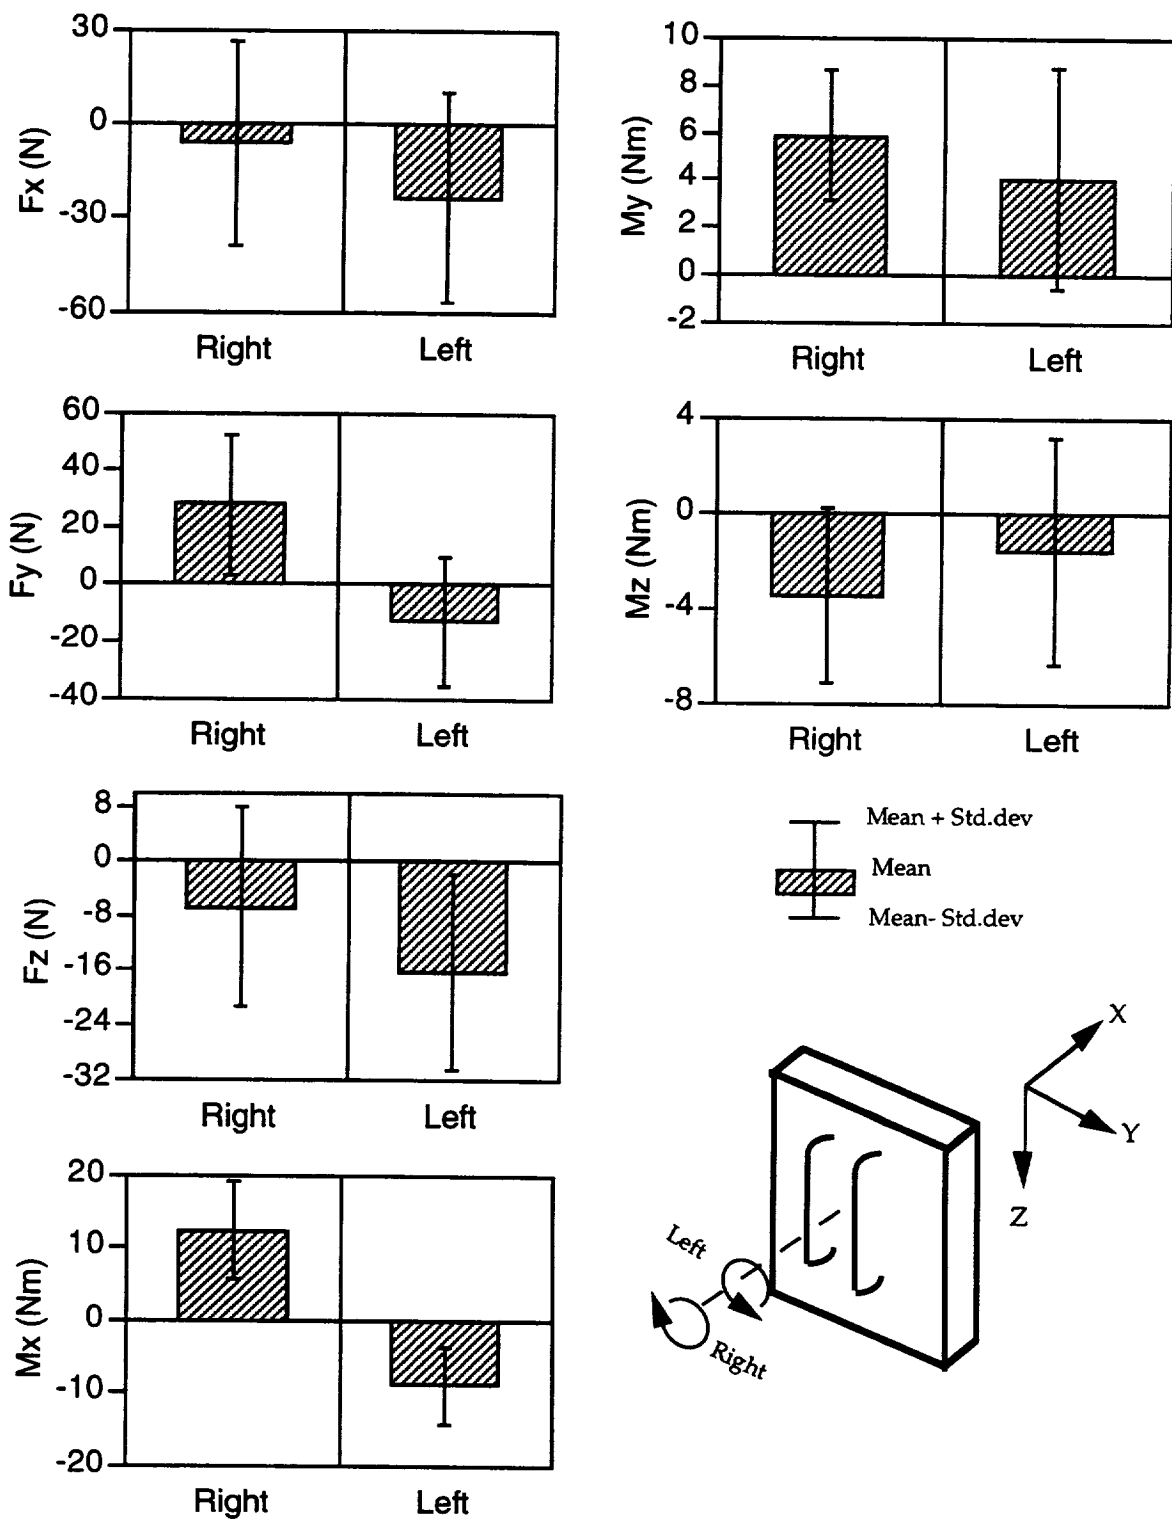 30
0
-30
-60
Fx (N)
Right Left
10
8
6
4
2
0
-2
My (Nm)
Right Left
60
40
20
0
-20
-40
Fy (N)
Right Left
4
0
-4
-8
Mz (Nm)
Right Left
8
0
-8
-16
-24
-32
Fz (N)
Right Left
Mean + Std.dev
Mean
Mean- Std.dev
20
10
0
-10
-20
Mx (Nm)
Right Left
X
Y
Z
Left
Right